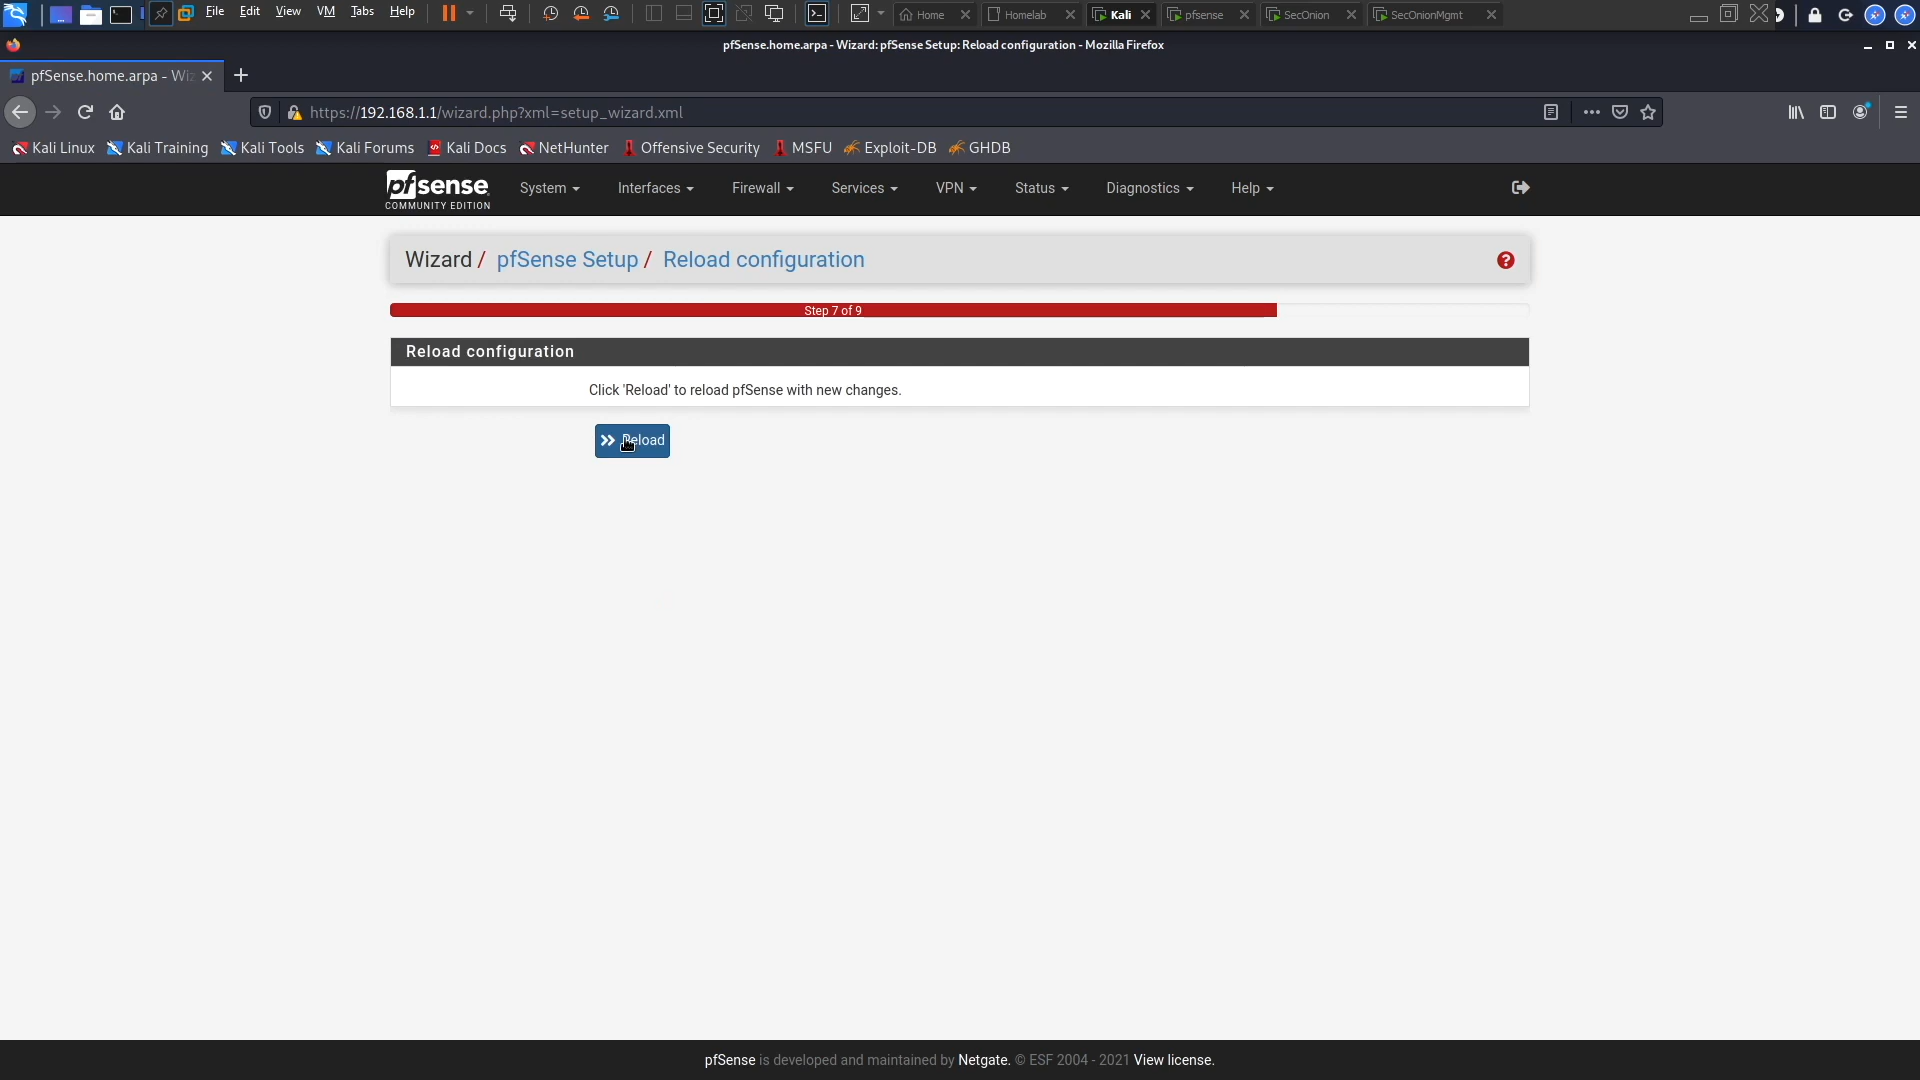 File Edit View VM Tabs Help Home Homelab Kali pfsense SecOnion SecOnionMgmt
pfSense.home.arpa - Wizard: pfSense Setup: Reload configuration - Mozilla Firefox
pfSense.home.arpa - Wiz
https://192.168.1.1/wizard.php?xml=setup_wizard.xml
Kali Linux Kali Training Kali Tools Kali Forums Kali Docs NetHunter Offensive Security MSFU Exploit-DB GHDB
pfsense System Interfaces Firewall Services VPN Status Diagnostics Help
COMMUNITY EDITION
Wizard / pfSense Setup / Reload configuration
Step 7 of 9
Reload configuration
Click 'Reload' to reload pfSense with new changes.
Reload
pfSense is developed and maintained by Netgate. © ESF 2004 - 2021 View license.